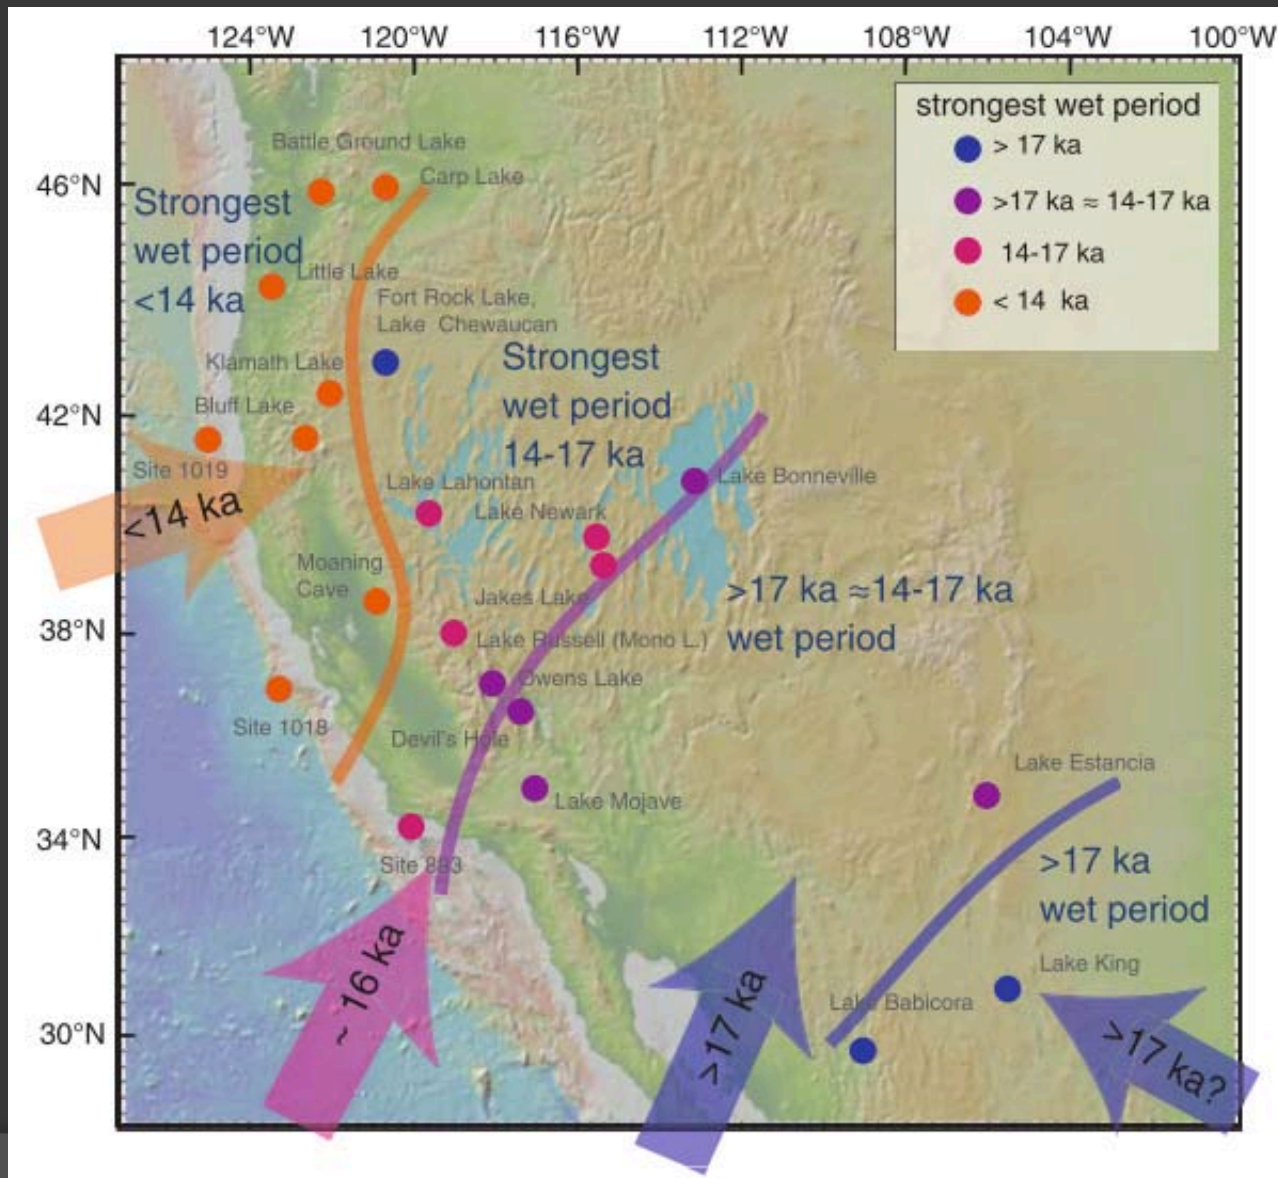 124°W 120°W 116°W 112°W 108°W 104°W 100°W
strongest wet period
> 17 ka
>17 ka ≈ 14-17 ka
14-17 ka
< 14 ka
46°N
42°N
38°N
34°N
30°N
Battle Ground Lake
Carp Lake
Strongest
wet period
<14 ka
Little Lake
Fort Rock Lake,
Lake Chewaucan
Klamath Lake
Bluff Lake
Strongest
wet period
14-17 ka
Site 1019
<14 ka
Lake Lahontan
Lake Bonneville
Lake Newark
Moaning
Cave
Jakes Lake
>17 ka ≈14-17 ka
wet period
Lake Russell (Mono L.)
Owens Lake
Site 1018
Devil's Hole
Lake Mojave
Lake Estancia
Site 893
>17 ka
wet period
~ 16 ka
>17 ka
Lake King
Lake Babicora
>17 ka?